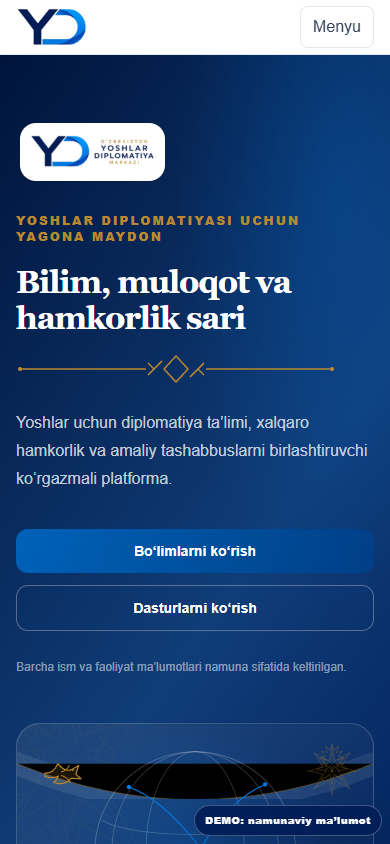 YD
Menyu
YD
O‘ZBEKISTON
YOSHLAR
DIPLOMATIYA
MARKAZI
YOSHLAR DIPLOMATIYASI UCHUN
YAGONA MAYDON
Bilim, muloqot va
hamkorlik sari
Yoshlar uchun diplomatiya ta’limi, xalqaro
hamkorlik va amaliy tashabbuslarni birlashtiruvchi
ko‘rgazmali platforma.
Bo‘limlarni ko‘rish
Dasturlarni ko‘rish
Barcha ism va faoliyat ma’lumotlari namuna sifatida keltirilgan.
DEMO: namunaviy ma’lumot